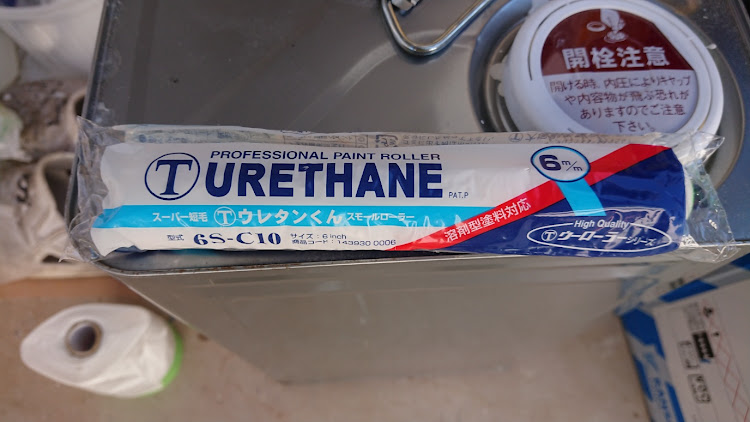 開栓注意
開ける時、内圧によりキャップ
や内容物が飛ぶ恐れが
ありますのでご注意
下さい
PROFESSIONAL PAINT ROLLER
T URETHANE
PAT.P
6m/m
スーパー短毛 Tウレタンくん スモールローラー
溶剤型塗料対応
型式 6S-C10 サイズ:6 inch
商品コード:143930 0006
High Quality
T ウーローラーシリーズ